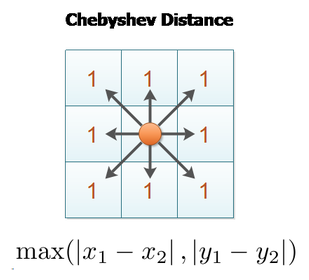 Chebyshev Distance
1 1 1
1 1
1 1 1
max(|x₁ − x₂|, |y₁ − y₂|)